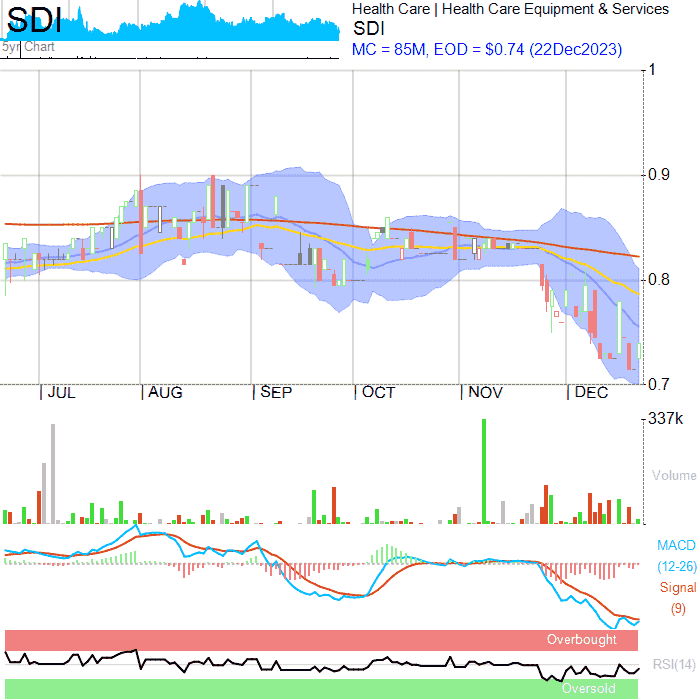 SDI
5yr Chart
Health Care | Health Care Equipment & Services
SDI
MC = 85M, EOD = $0.74 (22Dec2023)
1
0.9
0.8
0.7
JUL
AUG
SEP
OCT
NOV
DEC
337k
Volume
MACD
(12-26)
Signal
(9)
Overbought
RSI(14)
Oversold